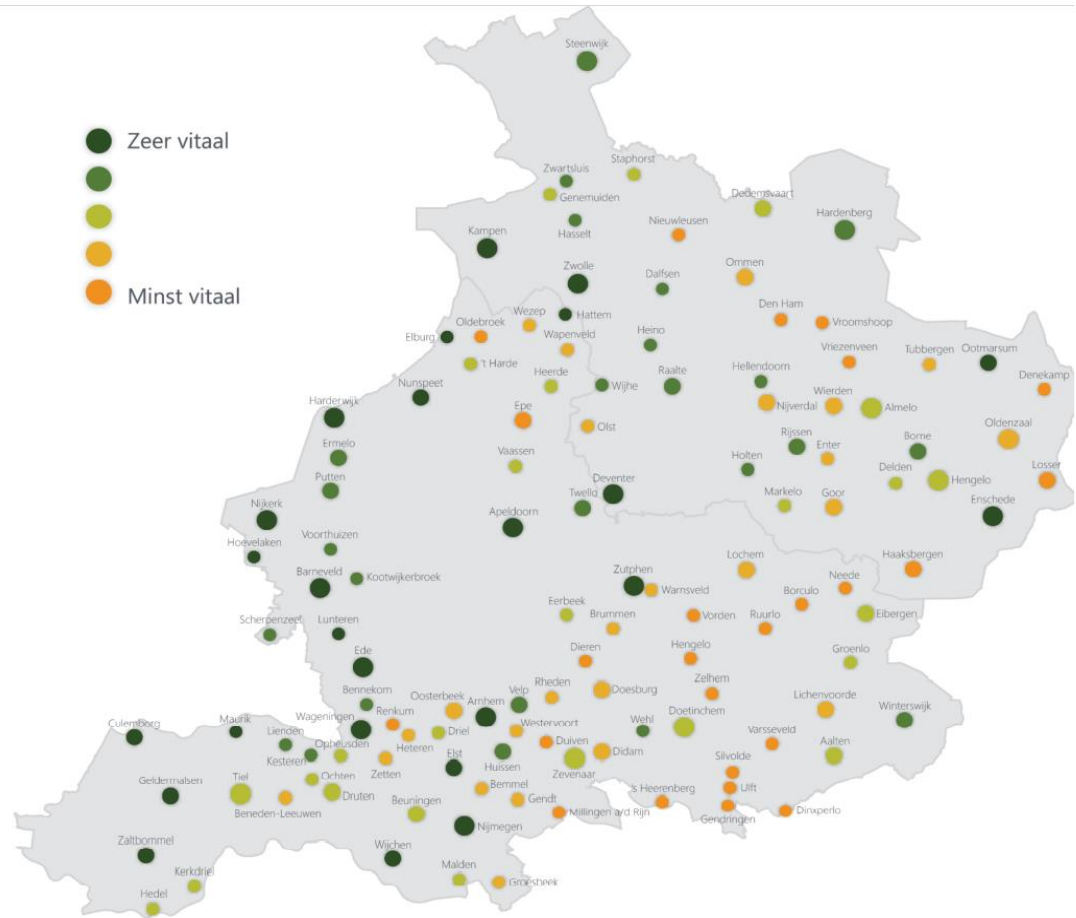 Steenwijk
Zeer vitaal
Minst vitaal
Zwartsluis
Staphorst
Genemuiden
Dedemsvaart
Hasselt
Nieuwleusen
Hardenberg
Kampen
Zwolle
Dalfsen
Ommen
Hattem
Den Ham
Vroomshoop
Elburg
Oldebroek
Wezep
Wapenveld
Heino
Vriezenveen
Tubbergen
Ootmarsum
't Harde
Heerde
Wijhe
Raalte
Hellendoorn
Denekamp
Nunspeet
Harderwijk
Epe
Olst
Nijverdal
Wierden
Almelo
Oldenzaal
Ermelo
Vaassen
Rijssen
Enter
Borne
Putten
Deventer
Holten
Delden
Hengelo
Losser
Nijkerk
Apeldoorn
Twello
Markelo
Goor
Enschede
Hoevelaken
Voorthuizen
Barneveld
Kootwijkerbroek
Zutphen
Warnsveld
Lochem
Haaksbergen
Neede
Borculo
Scherpenzeel
Lunteren
Eerbeek
Brummen
Vorden
Ruurlo
Eibergen
Ede
Dieren
Hengelo
Groenlo
Bennekom
Oosterbeek
Arnhem
Velp
Rheden
Doesburg
Zelhem
Lichenvoorde
Winterswijk
Culemborg
Maurik
Wageningen
Renkum
Driel
Westervoort
Wehl
Doetinchem
Lienden
Opheusden
Heteren
Duiven
Didam
Varsseveld
Aalten
Kesteren
Zetten
Elst
Huissen
Zevenaar
Silvolde
Geldermalsen
Tiel
Ochten
Druten
Bemmel
Gendt
Ulft
Beneden-Leeuwen
Beuningen
Millingen a/d Rijn
's Heerenberg
Gendringen
Dinxperlo
Nijmegen
Zaltbommel
Wijchen
Kerkdriel
Hedel
Malden
Groesbeek